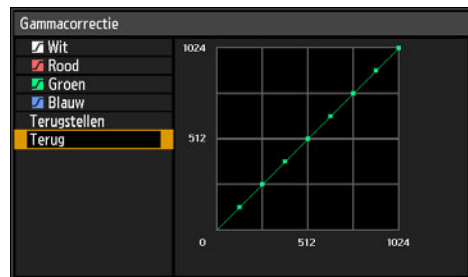 Gammacorrectie
Wit
Rood
Groen
Blauw
Terugstellen
Terug
1024
512
0
512
1024